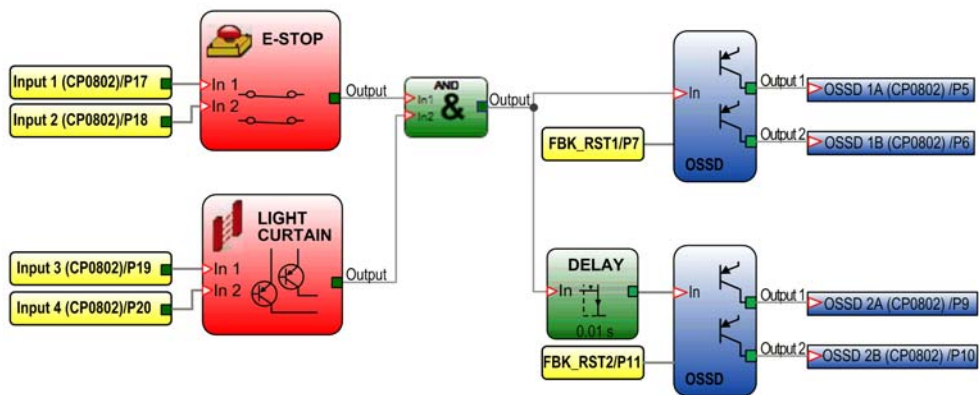 E-STOP
Input 1 (CP0802)/P17
In 1
Input 2 (CP0802)/P18
In 2
Output
AND
In1
&
In2
Output
In
Output 1
OSSD 1A (CP0802) /P5
FBK_RST1/P7
Output 2
OSSD 1B (CP0802) /P6
OSSD
LIGHT
CURTAIN
Input 3 (CP0802)/P19
In 1
Input 4 (CP0802)/P20
In 2
Output
DELAY
In
0.01 s
In
Output 1
OSSD 2A (CP0802) /P9
FBK_RST2/P11
Output 2
OSSD 2B (CP0802) /P10
OSSD